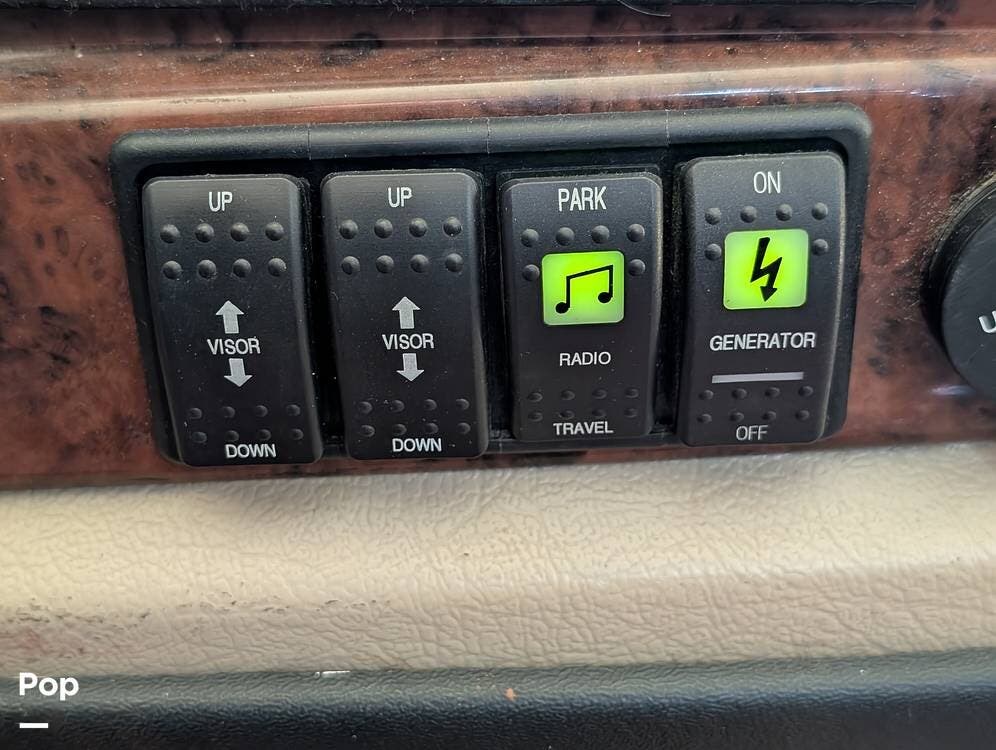 UP
VISOR
DOWN
UP
VISOR
DOWN
PARK
RADIO
TRAVEL
ON
GENERATOR
OFF
U
Pop